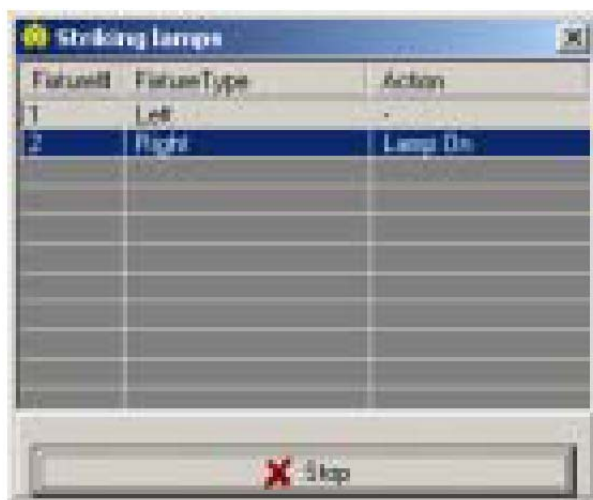 Striking lamps
Fixture# FixtureType Action
1 Left -
2 Right Lamp On
Stop